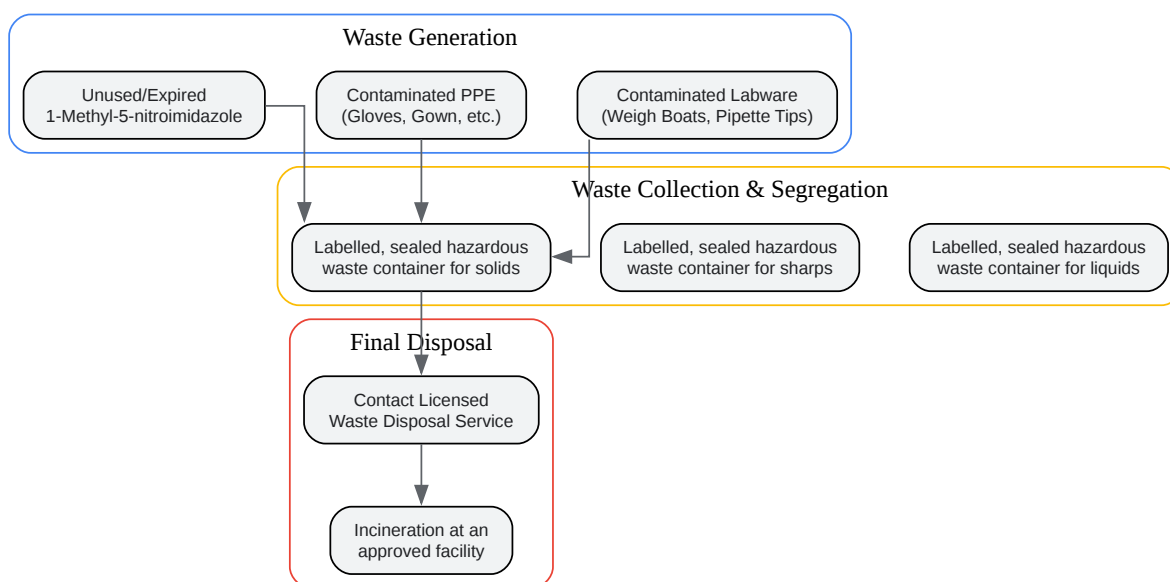 Waste Generation
Unused/Expired
1-Methyl-5-nitroimidazole
Contaminated PPE
(Gloves, Gown, etc.)
Contaminated Labware
(Weigh Boats, Pipette Tips)
Waste Collection & Segregation
Labelled, sealed hazardous
waste container for solids
Labelled, sealed hazardous
waste container for sharps
Labelled, sealed hazardous
waste container for liquids
Final Disposal
Contact Licensed
Waste Disposal Service
Incineration at an
approved facility